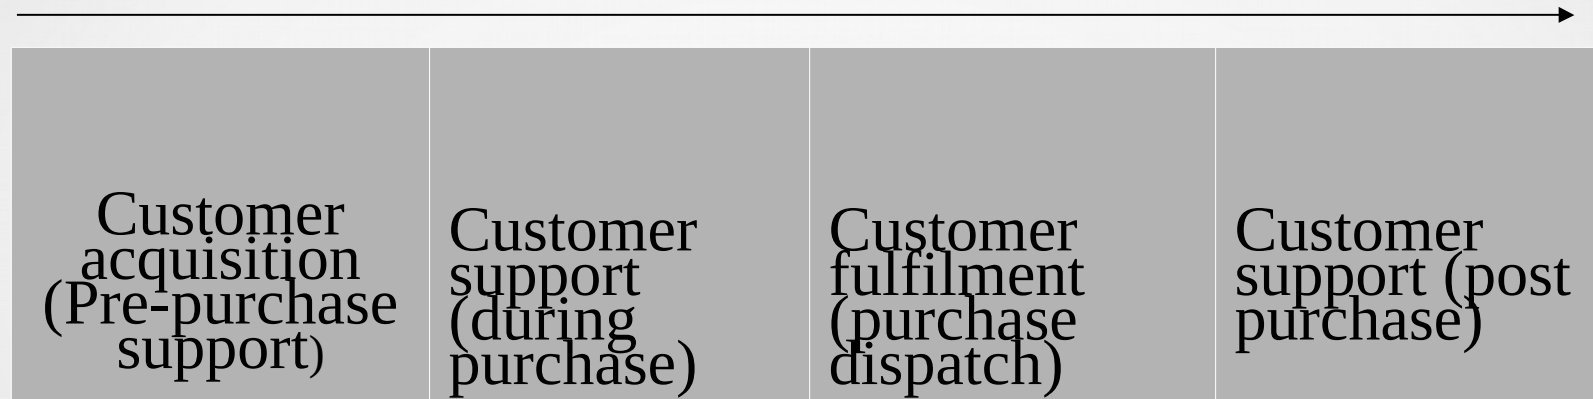 Customer
acquisition
(Pre-purchase
support)
Customer
support
(during
purchase)
Customer
fulfilment
(purchase
dispatch)
Customer
support (post
purchase)